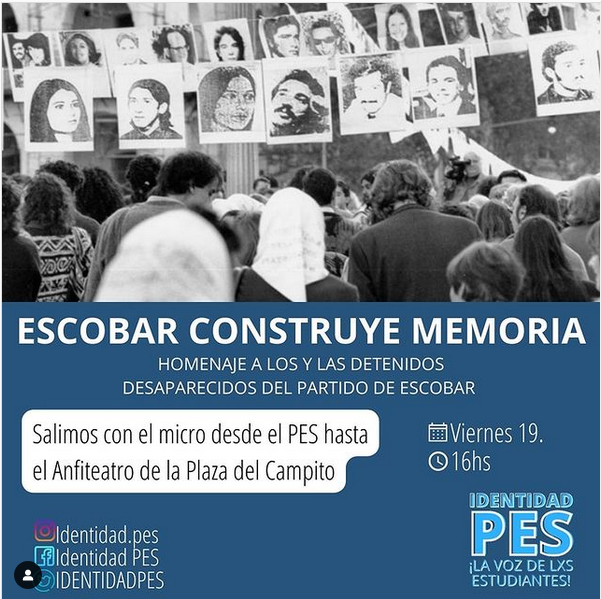 ESCOBAR CONSTRUYE MEMORIA
HOMENAJE A LOS Y LAS DETENIDOS
DESAPARECIDOS DEL PARTIDO DE ESCOBAR
Salimos con el micro desde el PES hasta
el Anfiteatro de la Plaza del Campito
Viernes 19.
16hs
Identidad.pes
Identidad PES
IDENTIDADPES
IDENTIDAD
PES
¡LA VOZ DE LXS
ESTUDIANTES!